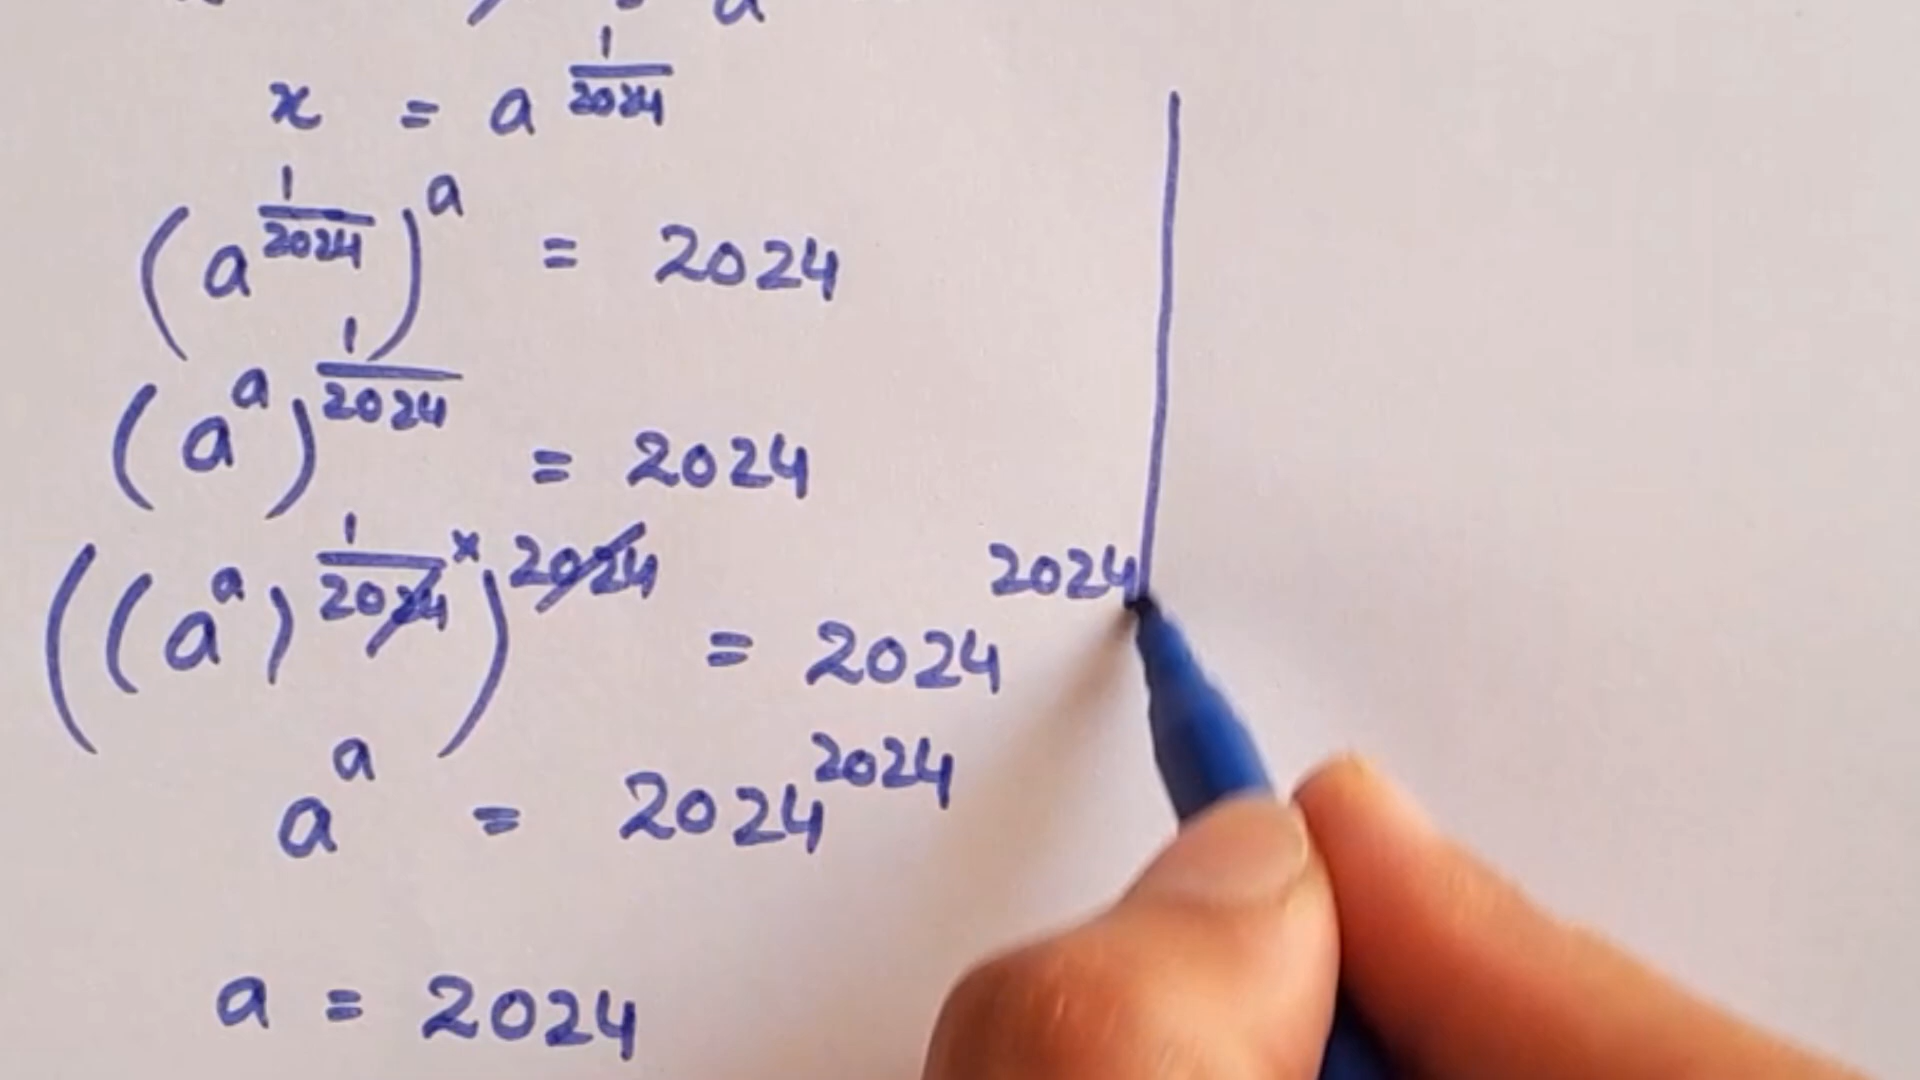 x = a^(1/2024)
(a^(1/2024))^a = 2024
(a^a)^(1/2024) = 2024
((a^a)^(1/2024 × 2024)) = 2024^2024
a^a = 2024^2024
a = 2024